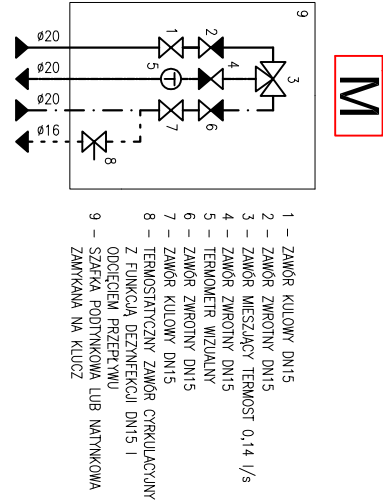 M
9
ø20
ø20
ø20
ø16
1
2
3
4
5
6
7
8
T
1 - ZAWÓR KULOWY DN15
2 - ZAWÓR ZWROTNY DN15
3 - ZAWÓR MIESZJĄCY TERMOST 0,14 l/s
4 - ZAWÓR ZWROTNY DN15
5 - TERMOMETR WIZUALNY
6 - ZAWÓR ZWROTNY DN15
7 - ZAWÓR KULOWY DN15
8 - TERMOSTATYCZNY ZAWÓR CYRKULACYJNY
Z FUNKCJĄ DEZYNFEKCJI DN15 I
ODCIĘCIEM PRZEPŁYWU
9 - SZAFKA PODTYNKOWA LUB NATYNKOWA
ZAMYKANA NA KLUCZ